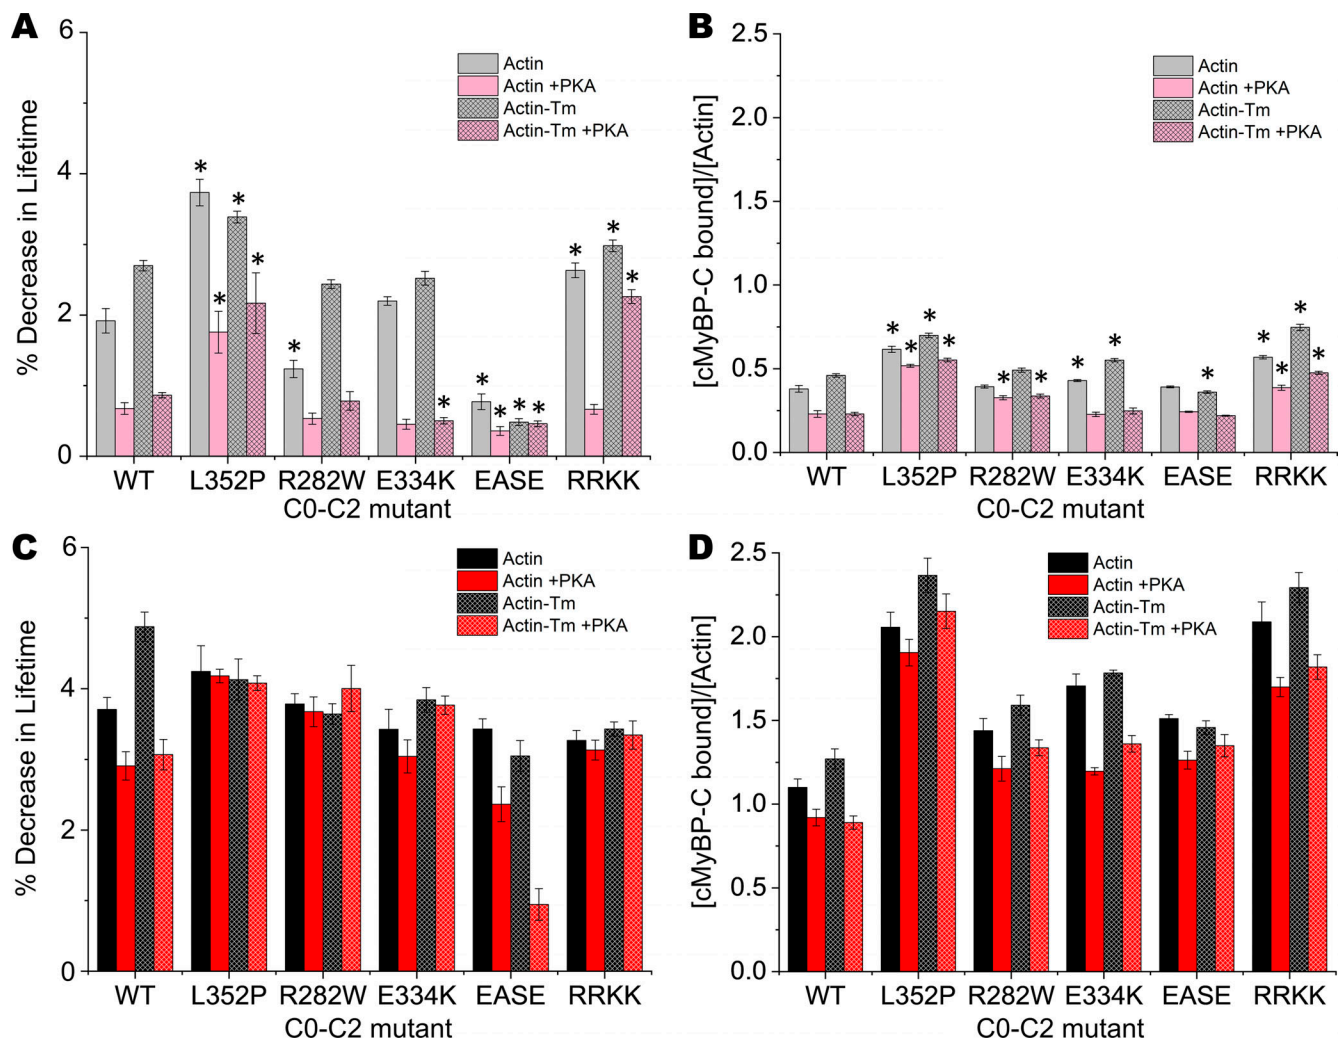 A
% Decrease in Lifetime
6
4
2
0
Actin
Actin +PKA
Actin-Tm
Actin-Tm +PKA
* * * *
*
*
* * * *
* * *
WT L352P R282W E334K EASE RRKK
C0-C2 mutant
B
[cMyBP-C bound]/[Actin]
2.5
2.0
1.5
1.0
0.5
0.0
Actin
Actin +PKA
Actin-Tm
Actin-Tm +PKA
* * * *
* *
* *
*
* * * *
WT L352P R282W E334K EASE RRKK
C0-C2 mutant
C
% Decrease in Lifetime
6
4
2
0
Actin
Actin +PKA
Actin-Tm
Actin-Tm +PKA
WT L352P R282W E334K EASE RRKK
C0-C2 mutant
D
[cMyBP-C bound]/[Actin]
2.5
2.0
1.5
1.0
0.5
0.0
Actin
Actin +PKA
Actin-Tm
Actin-Tm +PKA
WT L352P R282W E334K EASE RRKK
C0-C2 mutant